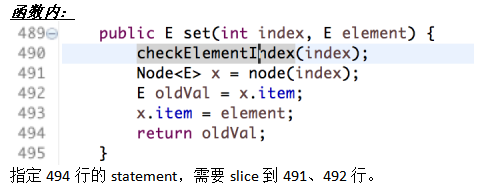 函数内：
489 public E set(int index, E element) {
490 checkElementIndex(index);
491 Node<E> x = node(index);
492 E oldVal = x.item;
493 x.item = element;
494 return oldVal;
495 }
指定 494 行的 statement，需要 slice 到 491、492 行。